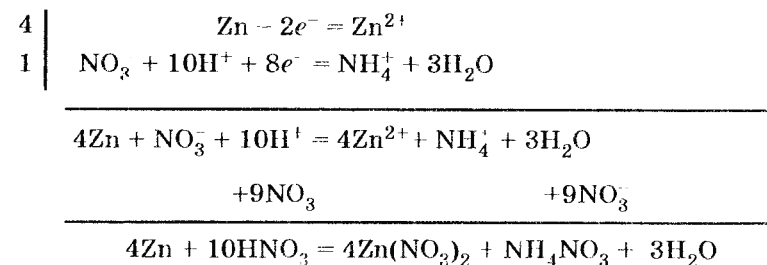 4 | Zn – 2e⁻ = Zn²⁺
1 | NO₃⁻ + 10H⁺ + 8e⁻ = NH₄⁺ + 3H₂O
4Zn + NO₃⁻ + 10H⁺ = 4Zn²⁺ + NH₄⁺ + 3H₂O
+9NO₃ +9NO₃⁻
4Zn + 10HNO₃ = 4Zn(NO₃)₂ + NH₄NO₃ + 3H₂O